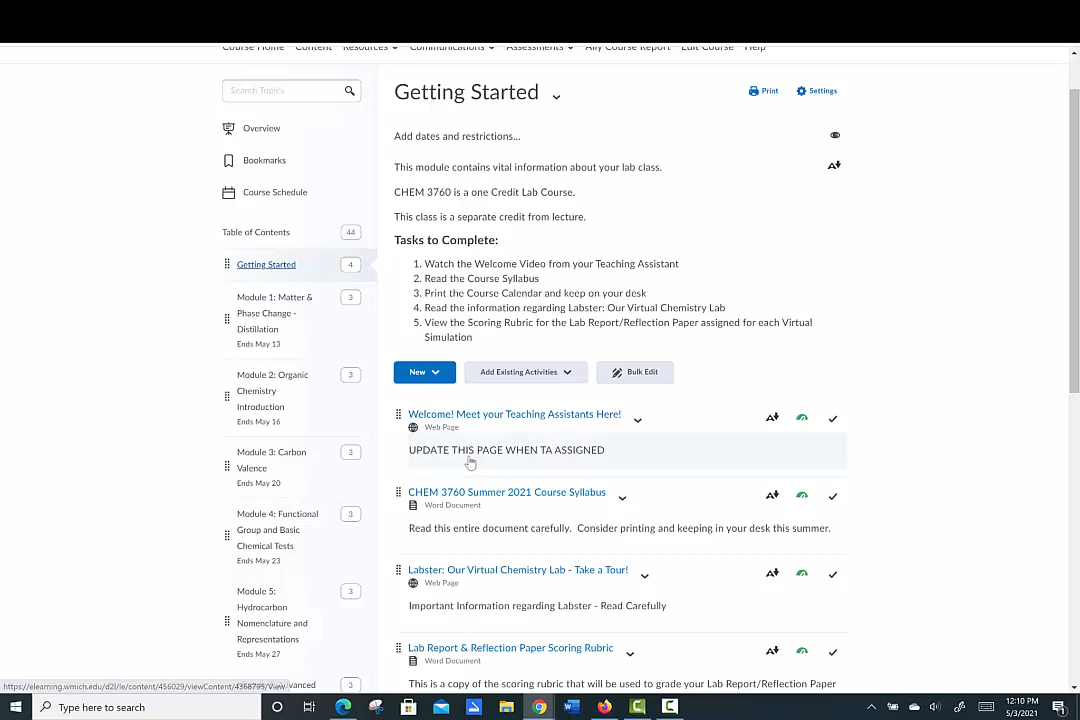 Course Home Content Resources Communications Assessments Ally Course Report Edit Course Help
Search Topics
Overview
Bookmarks
Course Schedule
Table of Contents 44
Getting Started 4
Module 1: Matter & 3
Phase Change -
Distillation
Ends May 13
Module 2: Organic 3
Chemistry
Introduction
Ends May 16
Module 3: Carbon 3
Valence
Ends May 20
Module 4: Functional 3
Group and Basic
Chemical Tests
Ends May 23
Module 5: 3
Hydrocarbon
Nomenclature and
Representations
Ends May 27
vanced 3
Getting Started
Print Settings
Add dates and restrictions...
This module contains vital information about your lab class.
CHEM 3760 is a one Credit Lab Course.
This class is a separate credit from lecture.
Tasks to Complete:
1. Watch the Welcome Video from your Teaching Assistant
2. Read the Course Syllabus
3. Print the Course Calendar and keep on your desk
4. Read the information regarding Labster: Our Virtual Chemistry Lab
5. View the Scoring Rubric for the Lab Report/Reflection Paper assigned for each Virtual
Simulation
New Add Existing Activities Bulk Edit
Welcome! Meet your Teaching Assistants Here!
Web Page
UPDATE THIS PAGE WHEN TA ASSIGNED
CHEM 3760 Summer 2021 Course Syllabus
Word Document
Read this entire document carefully. Consider printing and keeping in your desk this summer.
Labster: Our Virtual Chemistry Lab - Take a Tour!
Web Page
Important Information regarding Labster - Read Carefully
Lab Report & Reflection Paper Scoring Rubric
Word Document
This is a copy of the scoring rubric that will be used to grade your Lab Report/Reflection Paper
https://elearning.wmich.edu/d2l/le/content/456029/viewContent/4368795/View
Type here to search
12:10 PM
5/3/2021